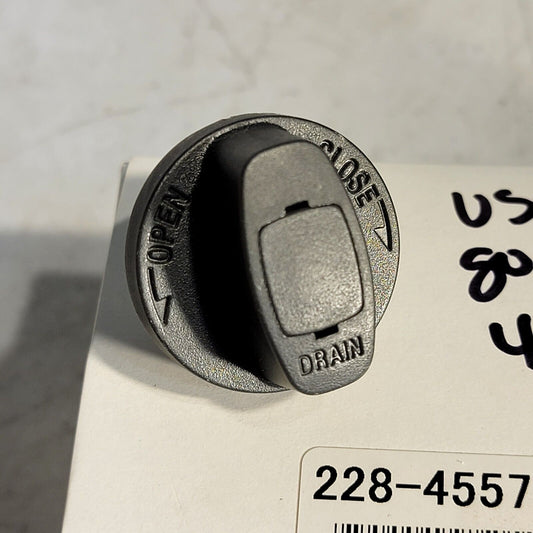 OPEN
CLOSE
DRAIN
228-4557